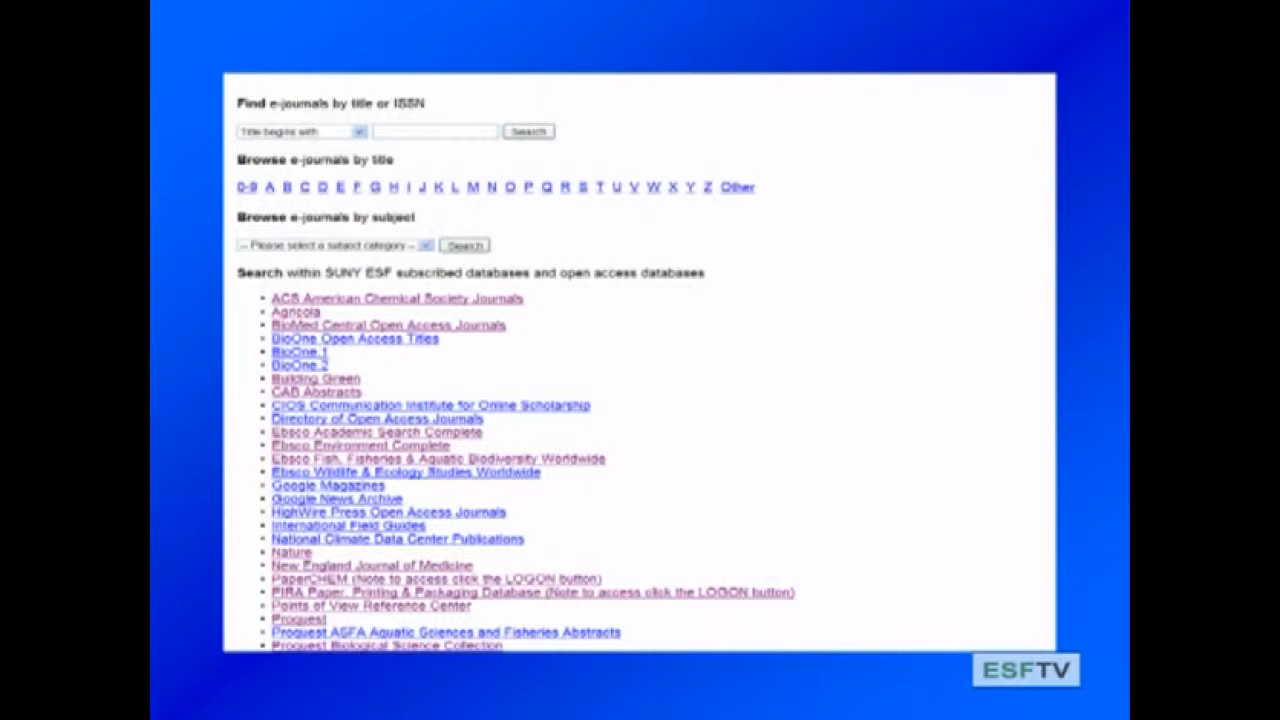 Find e-journals by title or ISSN
Title begins with Search
Browse e-journals by title
0-9 A B C D E F G H I J K L M N O P Q R S T U V W X Y Z Other
Browse e-journals by subject
-- Please select a subject category -- Search
Search within SUNY ESF subscribed databases and open access databases
ACS American Chemical Society Journals
Agricola
BioMed Central Open Access Journals
BioOne Open Access Titles
BioOne.1
BioOne.2
Building Green
CAB Abstracts
CIOS Communication Institute for Online Scholarship
Directory of Open Access Journals
Ebsco Academic Search Complete
Ebsco Environment Complete
Ebsco Fish, Fisheries & Aquatic Biodiversity Worldwide
Ebsco Wildlife & Ecology Studies Worldwide
Google Magazines
Google News Archive
HighWire Press Open Access Journals
International Field Guides
National Climate Data Center Publications
Nature
New England Journal of Medicine
PaperCHEM (Note to access click the LOGON button)
PIRA Paper, Printing & Packaging Database (Note to access click the LOGON button)
Points of View Reference Center
Proquest
Proquest ASFA Aquatic Sciences and Fisheries Abstracts
Proquest Biological Science Collection
ESFTV